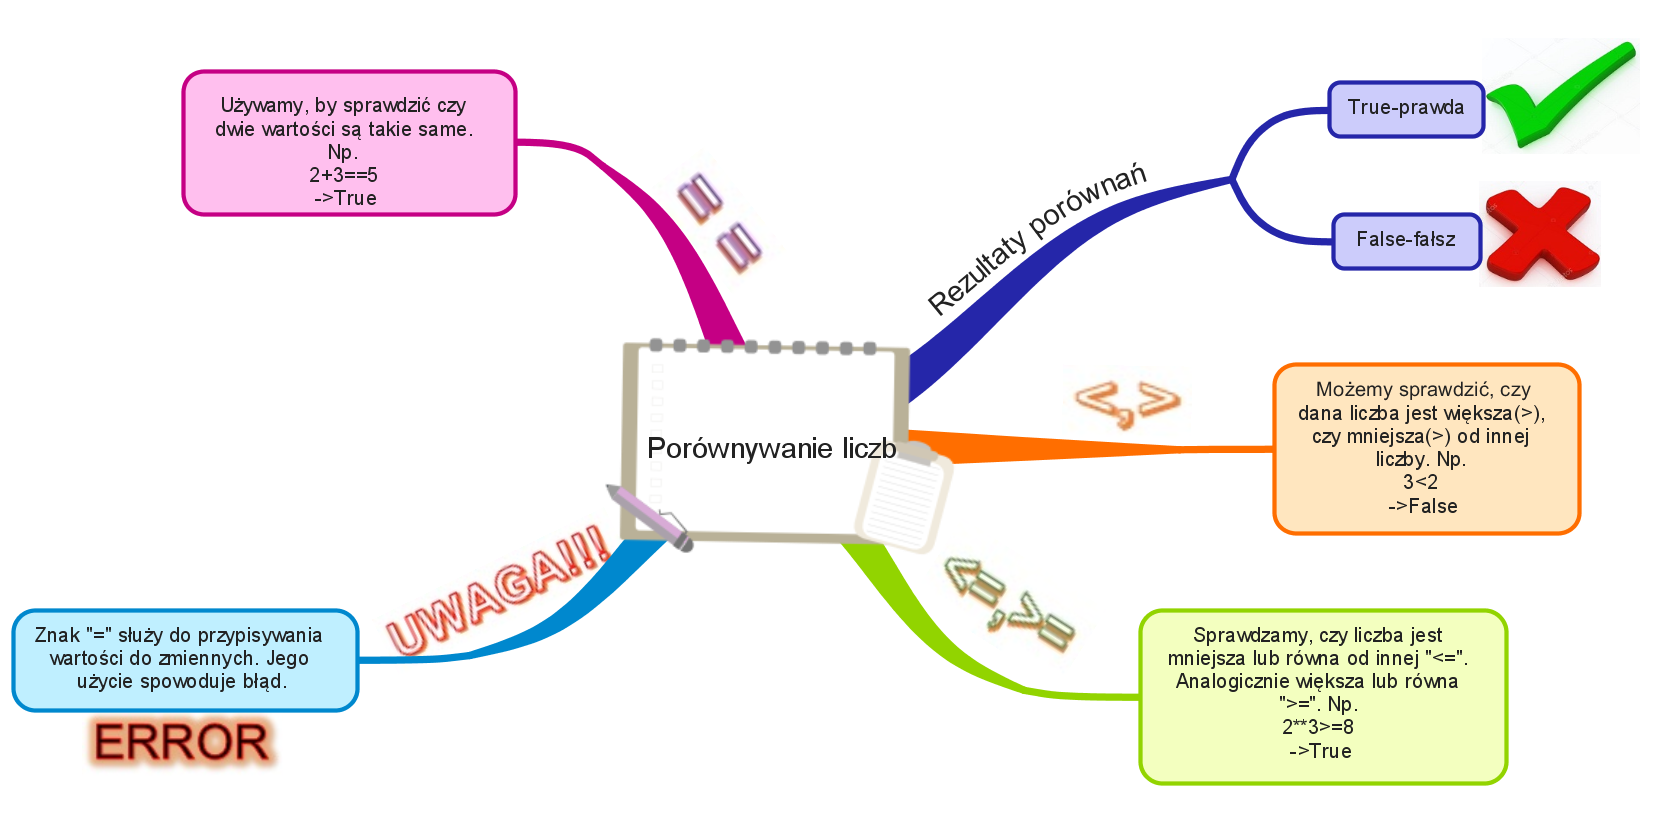 Porównywanie liczb
Rezultaty porównań
True-prawda
False-fałsz
<,>
Możemy sprawdzić, czy
dana liczba jest większa(>),
czy mniejsza(>) od innej
liczby. Np.
3<2
->False
<=,>=
Sprawdzamy, czy liczba jest
mniejsza lub równa od innej "<=".
Analogicznie większa lub równa
">=". Np.
2**3>=8
->True
UWAGA!!!
Znak "=" służy do przypisywania
wartości do zmiennych. Jego
użycie spowoduje błąd.
ERROR
==
Używamy, by sprawdzić czy
dwie wartości są takie same.
Np.
2+3==5
->True